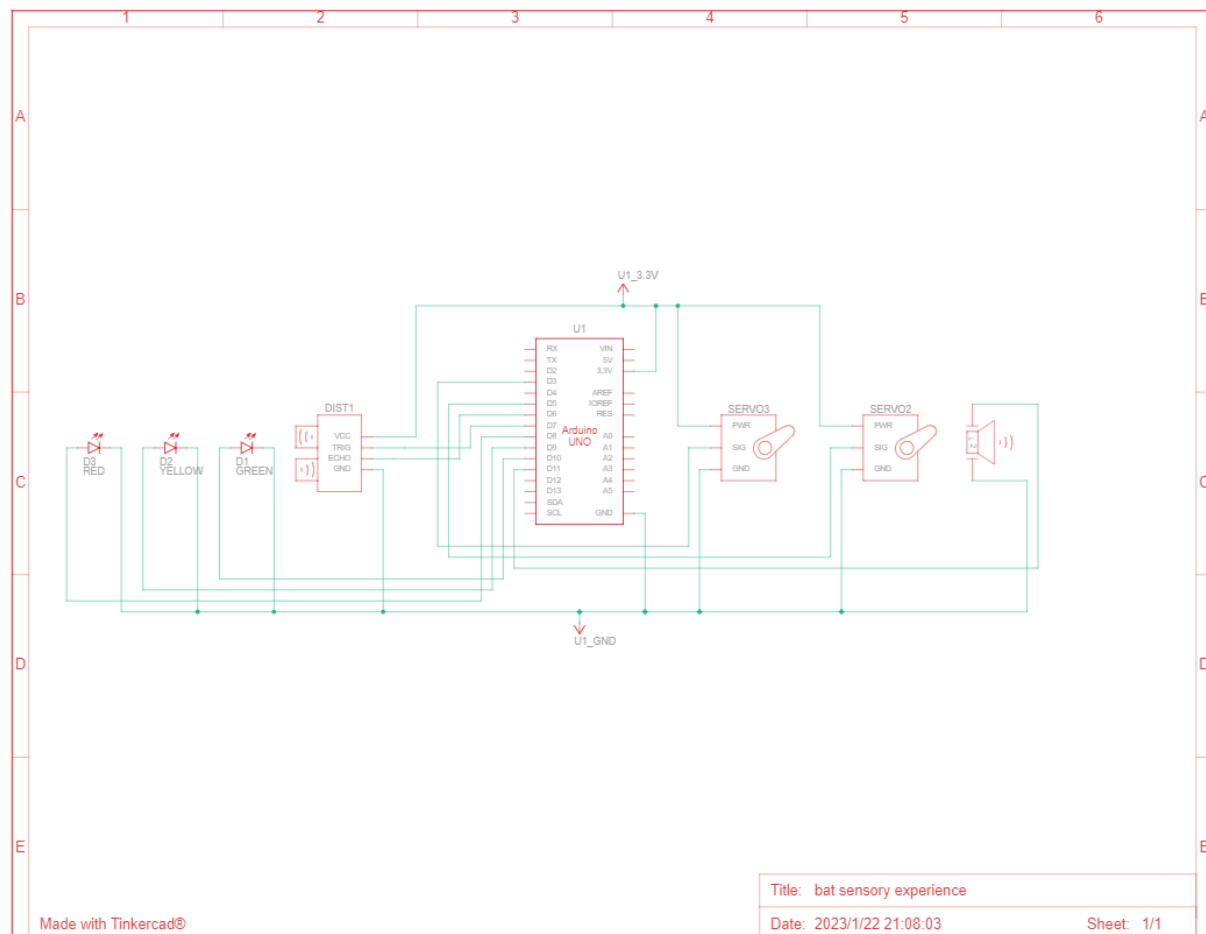 1 2 3 4 5 6
A A
U1_3.3V
B B
U1
RX VIN
TX 5V
D2 3.3V
D3
D4 AREF
D5 IOREF
D6 RES
D7
D8 A0
D9 A1
D10 A2
D11 A3
D12 A4
D13 A5
SDA
SCL GND
Arduino
UNO
DIST1
VCC
TRIG
ECHO
GND
SERVO3
PWR
SIG
GND
SERVO2
PWR
SIG
GND
D3
RED
D2
YELLOW
D1
GREEN
C C
U1_GND
D D
E E
Title: bat sensory experience
Made with Tinkercad®
Date: 2023/1/22 21:08:03 Sheet: 1/1